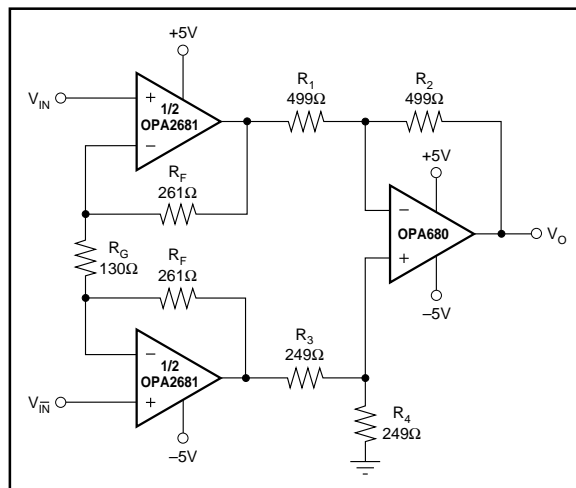 +5V
V_IN
+
1/2
OPA2681
−
R_1
499Ω
R_2
499Ω
R_F
261Ω
+5V
R_G
130Ω
−
OPA680
+
V_O
R_F
261Ω
−5V
−
1/2
OPA2681
+
R_3
249Ω
V_I̅N̅
−5V
R_4
249Ω